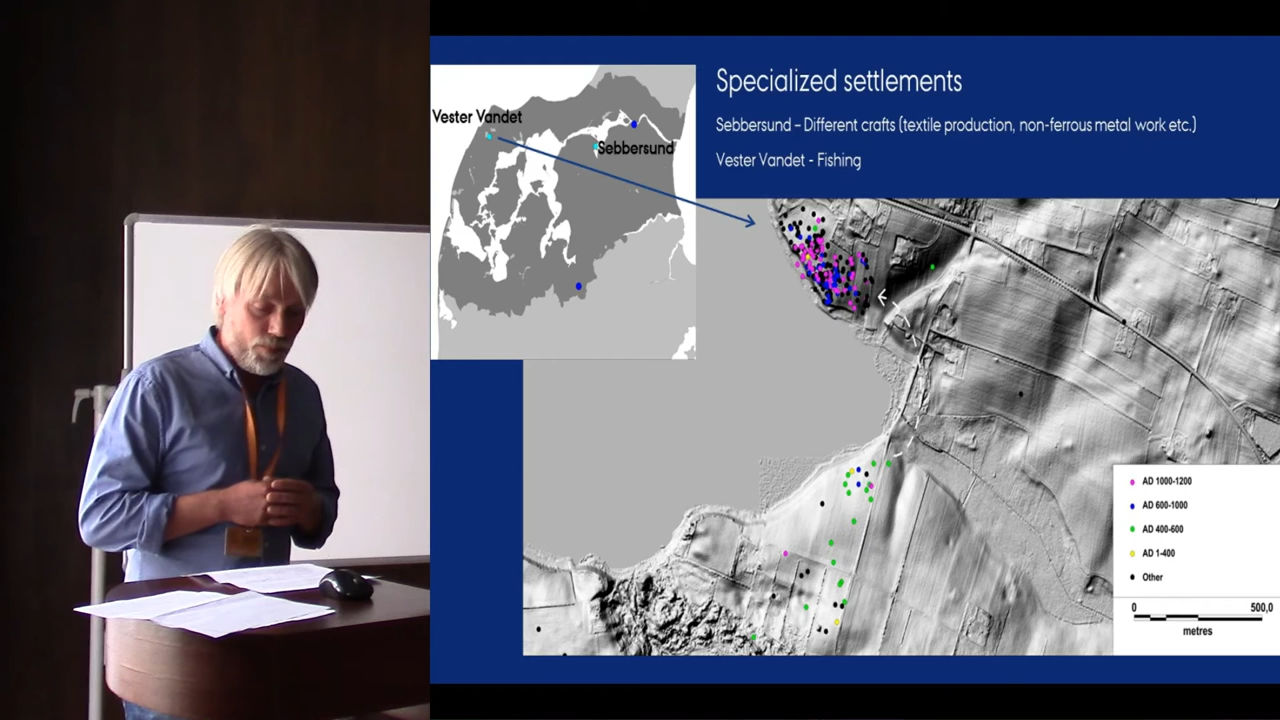 Specialized settlements
Sebbersund – Different crafts (textile production, non-ferrous metal work etc.)
Vester Vandet - Fishing
Vester Vandet
Sebbersund
AD 1000-1200
AD 600-1000
AD 400-600
AD 1-400
Other
0 500,0
metres